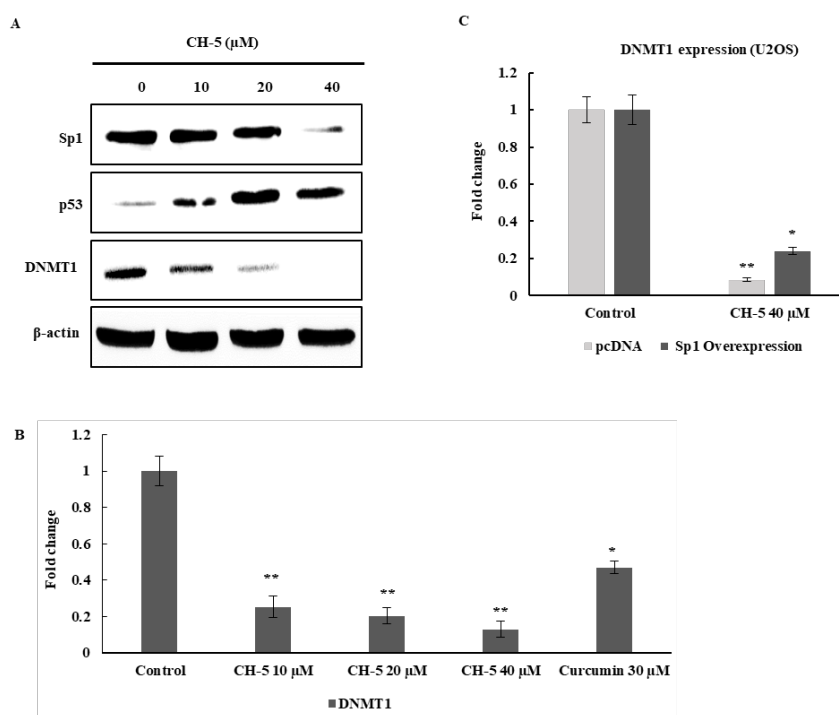 A
CH-5 (µM)
0 10 20 40
Sp1
p53
DNMT1
β-actin
C
DNMT1 expression (U2OS)
Fold change
1.2
1
0.8
0.6
0.4
0.2
0
**
*
Control CH-5 40 µM
pcDNA Sp1 Overexpression
B
Fold change
1.2
1
0.8
0.6
0.4
0.2
0
**
**
**
*
Control CH-5 10 µM CH-5 20 µM CH-5 40 µM Curcumin 30 µM
DNMT1